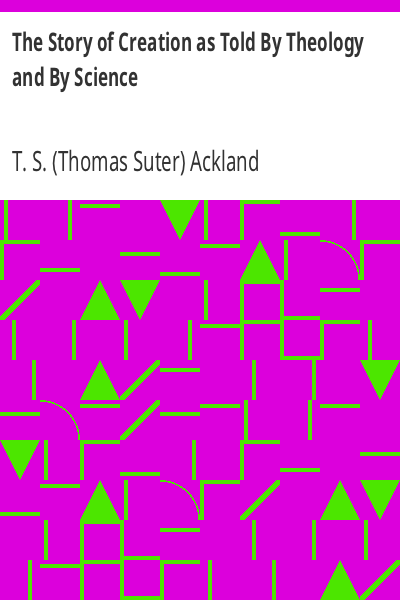 The Story of Creation as Told By Theology
and By Science
T. S. (Thomas Suter) Ackland